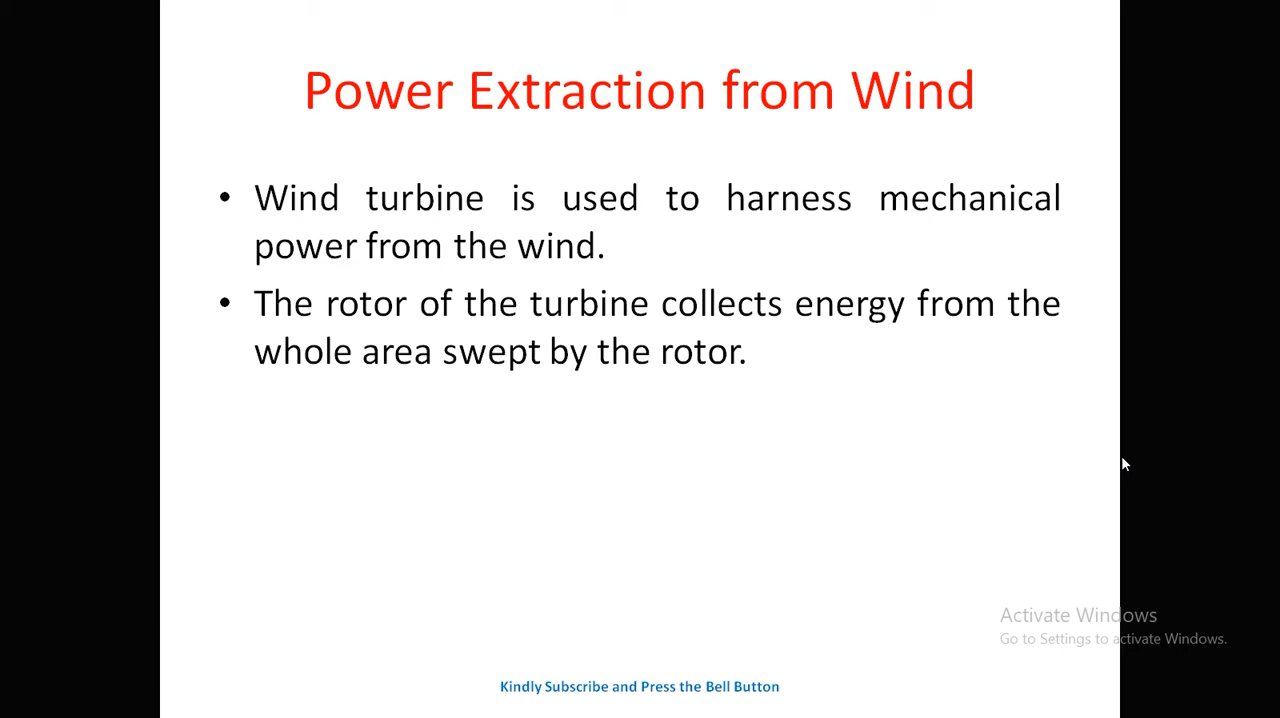 Power Extraction from Wind
• Wind turbine is used to harness mechanical
power from the wind.
• The rotor of the turbine collects energy from the
whole area swept by the rotor.
Activate Windows
Go to Settings to activate Windows.
Kindly Subscribe and Press the Bell Button